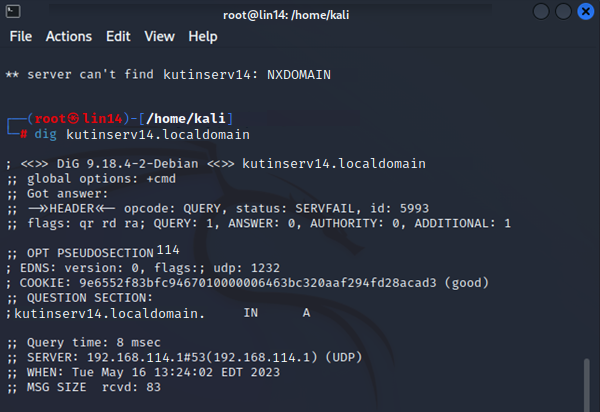 root@lin14: /home/kali
File Actions Edit View Help
** server can't find kutinserv14: NXDOMAIN
┌──(root㉿lin14)-[/home/kali]
└─# dig kutinserv14.localdomain
; <<>> DiG 9.18.4-2-Debian <<>> kutinserv14.localdomain
;; global options: +cmd
;; Got answer:
;; ->>HEADER<<- opcode: QUERY, status: SERVFAIL, id: 5993
;; flags: qr rd ra; QUERY: 1, ANSWER: 0, AUTHORITY: 0, ADDITIONAL: 1
;; OPT PSEUDOSECTION114
; EDNS: version: 0, flags:; udp: 1232
; COOKIE: 9e6552f83bfc9467010000006463bc320aaf294fd28acad3 (good)
;; QUESTION SECTION:
;kutinserv14.localdomain. IN A
;; Query time: 8 msec
;; SERVER: 192.168.114.1#53(192.168.114.1) (UDP)
;; WHEN: Tue May 16 13:24:02 EDT 2023
;; MSG SIZE rcvd: 83